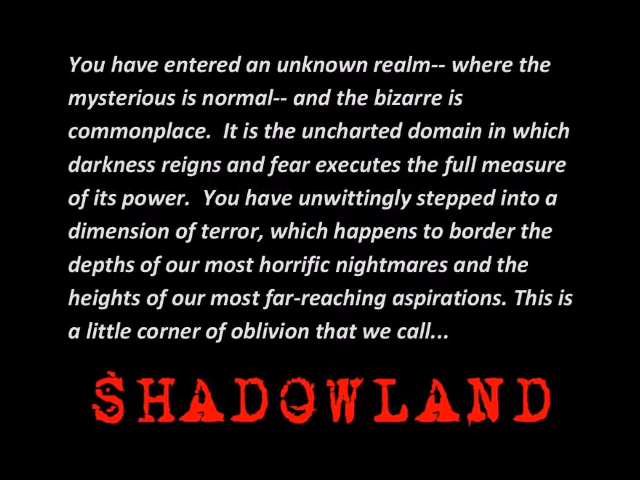 You have entered an unknown realm-- where the
mysterious is normal-- and the bizarre is
commonplace.  It is the uncharted domain in which
darkness reigns and fear executes the full measure
of its power.  You have unwittingly stepped into a
dimension of terror, which happens to border the
depths of our most horrific nightmares and the
heights of our most far-reaching aspirations. This is
a little corner of oblivion that we call...
SHADOWLAND